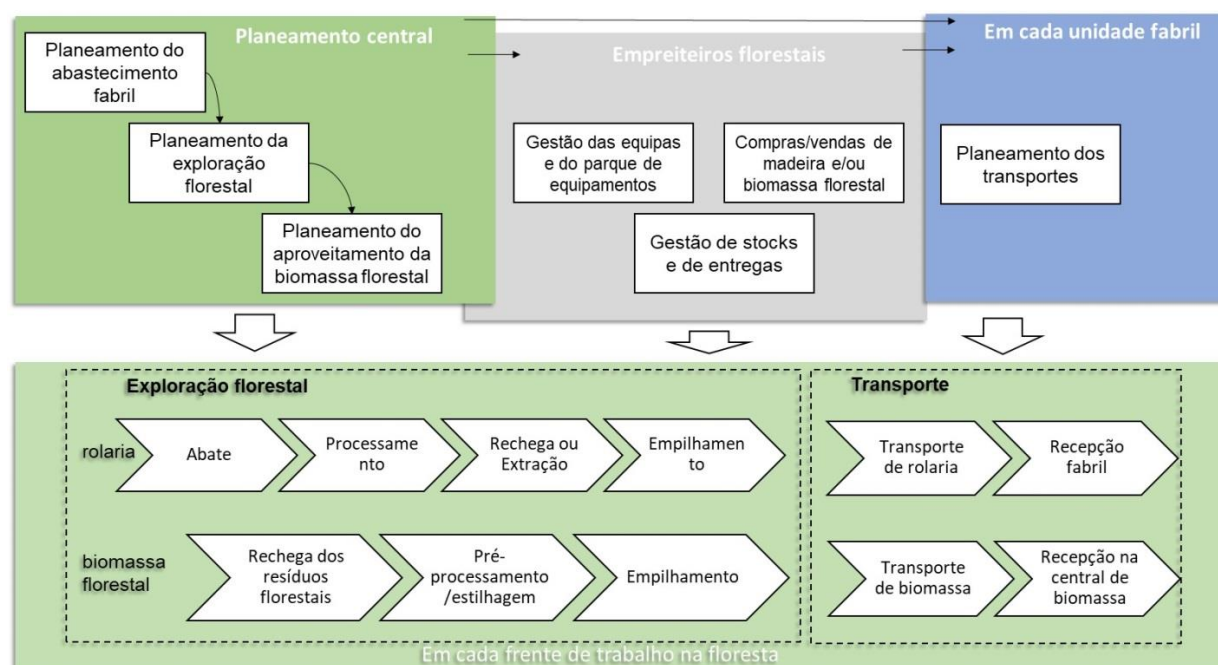 Planeamento central
Planeamento do
abastecimento
fabril
Planeamento da
exploração
florestal
Planeamento do
aproveitamento da
biomassa florestal
Empreiteiros florestais
Gestão das equipas
e do parque de
equipamentos
Compras/vendas de
madeira e/ou
biomassa florestal
Gestão de stocks
e de entregas
Em cada unidade fabril
Planeamento dos
transportes
Exploração florestal
rolaria
Abate
Processame
nto
Rechega ou
Extração
Empilhamen
to
biomassa
florestal
Rechega dos
resíduos
florestais
Pré-
processamento
/estilhagem
Empilhamento
Transporte
Transporte
de rolaria
Recepção
fabril
Transporte
de biomassa
Recepção na
central de
biomassa
Em cada frente de trabalho na floresta